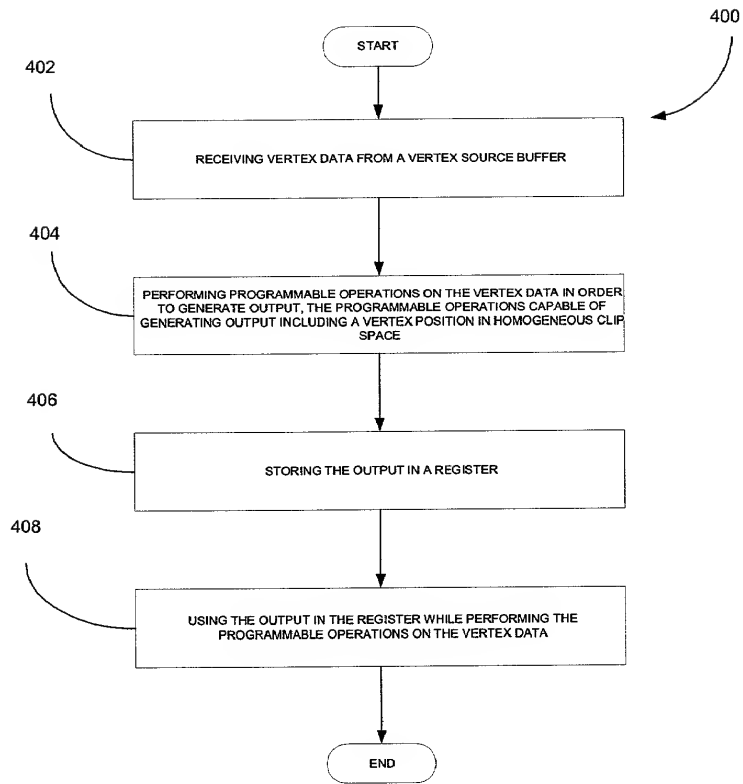 400
START
402
RECEIVING VERTEX DATA FROM A VERTEX SOURCE BUFFER
404
PERFORMING PROGRAMMABLE OPERATIONS ON THE VERTEX DATA IN ORDER
TO GENERATE OUTPUT, THE PROGRAMMABLE OPERATIONS CAPABLE OF
GENERATING OUTPUT INCLUDING A VERTEX POSITION IN HOMOGENEOUS CLIP
SPACE
406
STORING THE OUTPUT IN A REGISTER
408
USING THE OUTPUT IN THE REGISTER WHILE PERFORMING THE
PROGRAMMABLE OPERATIONS ON THE VERTEX DATA
END